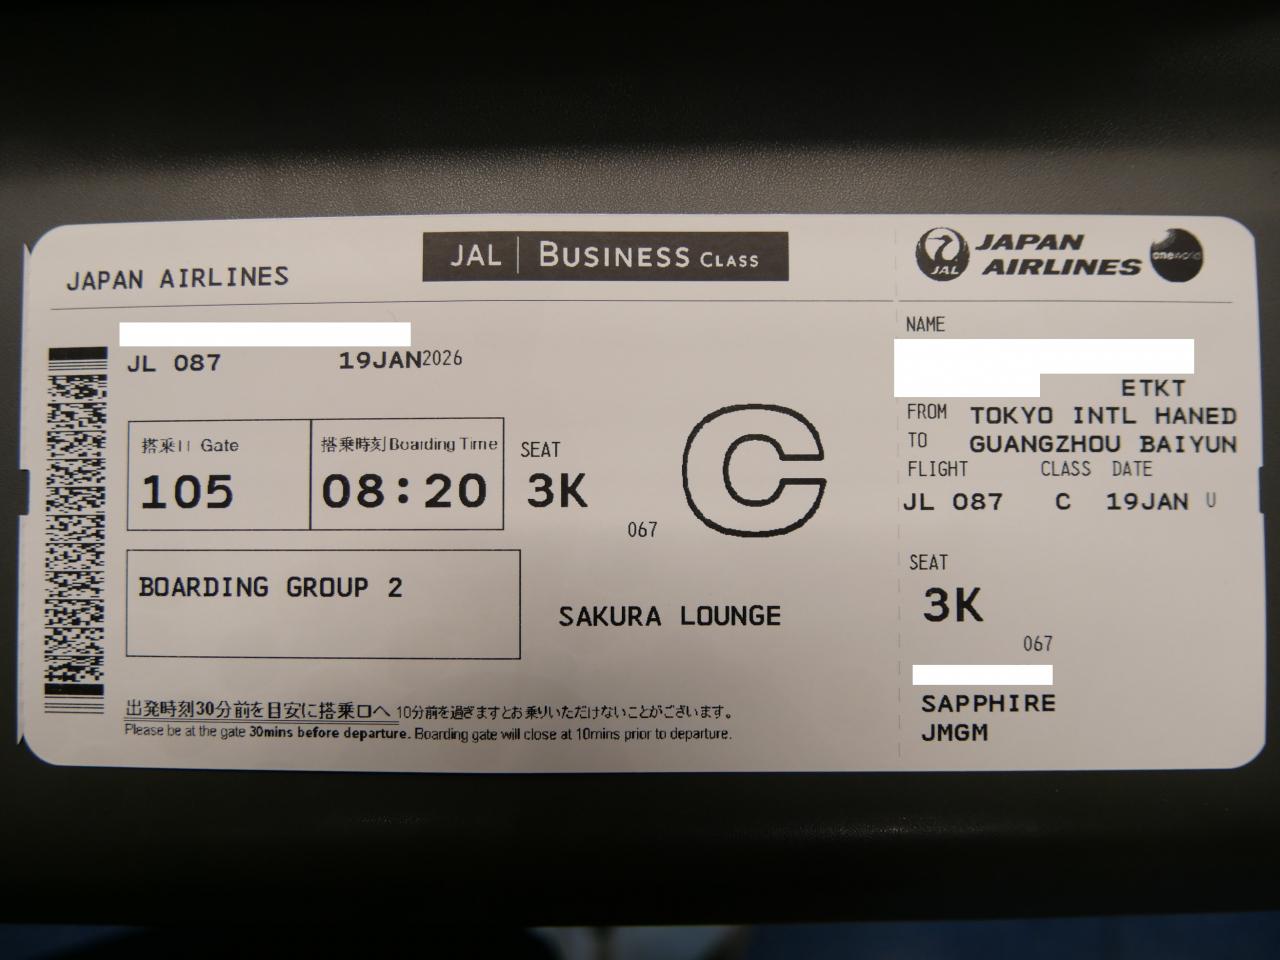 JAPAN AIRLINES
JAL BUSINESS CLASS
JL 087 19JAN2026
搭乗口 Gate
105
搭乗時刻 Boarding Time
08:20
SEAT
3K
067
C
BOARDING GROUP 2
SAKURA LOUNGE
出発時刻30分前を目安に搭乗口へ 10分前を過ぎますとお乗りいただけないことがございます。
Please be at the gate 30mins before departure. Boarding gate will close at 10mins prior to departure.
JAL
JAPAN
AIRLINES
oneworld
NAME
ETKT
FROM TOKYO INTL HANED
TO GUANGZHOU BAIYUN
FLIGHT CLASS DATE
JL 087 C 19JAN U
SEAT
3K
067
SAPPHIRE
JMGM